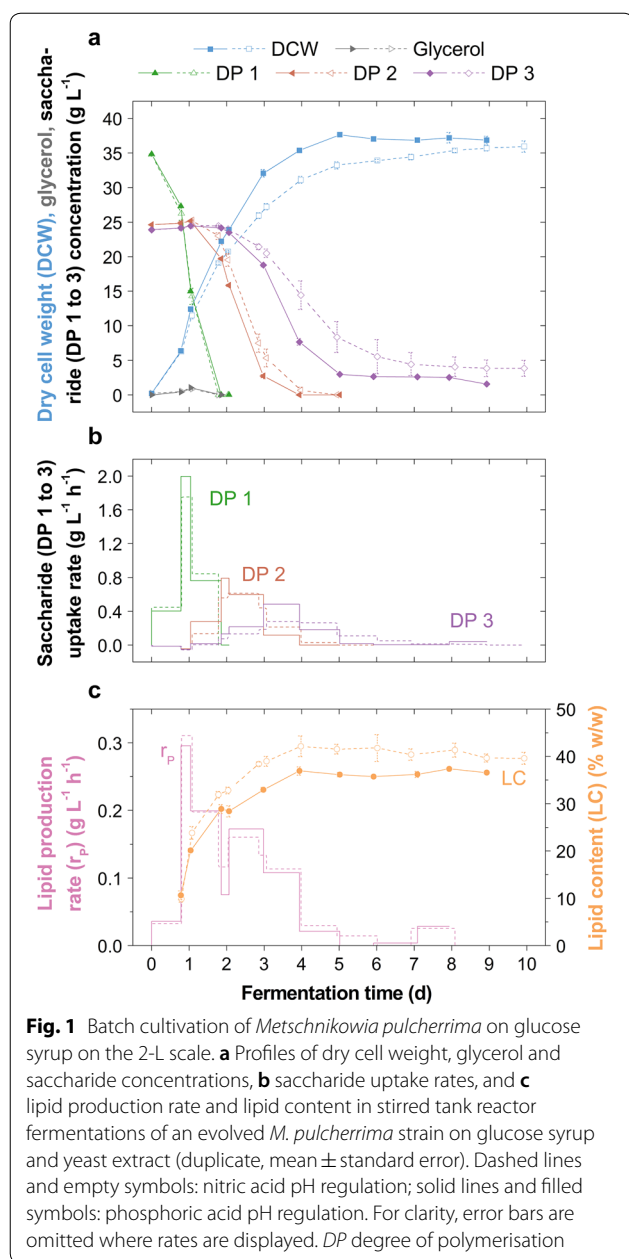 a
DCW
Glycerol
DP 1
DP 2
DP 3
Dry cell weight (DCW), glycerol, saccha-
ride (DP 1 to 3) concentration (g L⁻¹)
40
35
30
25
20
15
10
5
0
b
Saccharide (DP 1 to 3)
uptake rate (g L⁻¹ h⁻¹)
2.0
1.6
1.2
0.8
0.4
0.0
DP 1
DP 2
DP 3
c
Lipid production
rate (rₚ) (g L⁻¹ h⁻¹)
0.3
0.2
0.1
0.0
rₚ
LC
50
40
30
20
10
0
Lipid content (LC) (% w/w)
0 1 2 3 4 5 6 7 8 9 10
Fermentation time (d)
Fig. 1 Batch cultivation of Metschnikowia pulcherrima on glucose
syrup on the 2-L scale. a Profiles of dry cell weight, glycerol and
saccharide concentrations, b saccharide uptake rates, and c
lipid production rate and lipid content in stirred tank reactor
fermentations of an evolved M. pulcherrima strain on glucose syrup
and yeast extract (duplicate, mean ± standard error). Dashed lines
and empty symbols: nitric acid pH regulation; solid lines and filled
symbols: phosphoric acid pH regulation. For clarity, error bars are
omitted where rates are displayed. DP degree of polymerisation